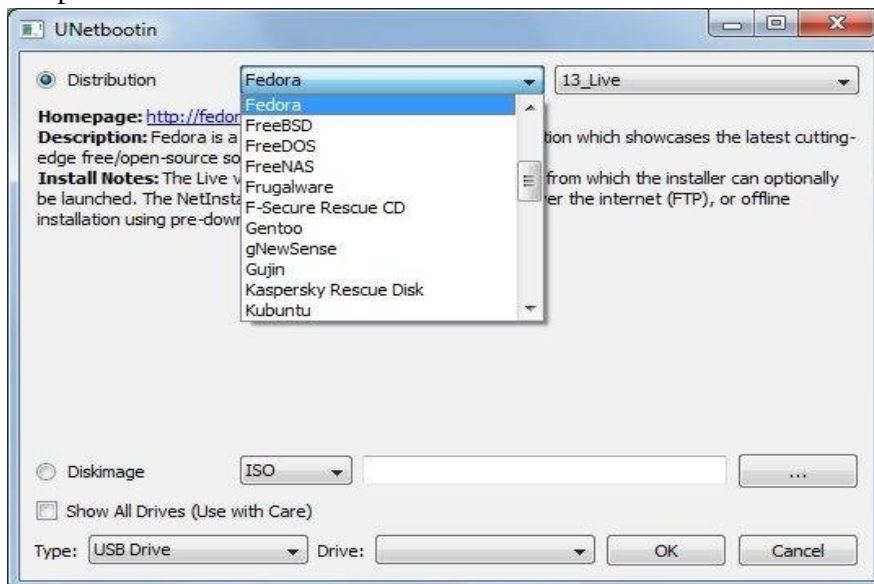 UNetbootin
Distribution Fedora 13_Live
Homepage: http://fedor
Description: Fedora is a
tion which showcases the latest cutting-
edge free/open-source so
Install Notes: The Live v
from which the installer can optionally
be launched. The NetInsta
er the internet (FTP), or offline
installation using pre-down
Fedora
FreeBSD
FreeDOS
FreeNAS
Frugalware
F-Secure Rescue CD
Gentoo
gNewSense
Gujin
Kaspersky Rescue Disk
Kubuntu
Diskimage ISO ...
Show All Drives (Use with Care)
Type: USB Drive Drive: OK Cancel